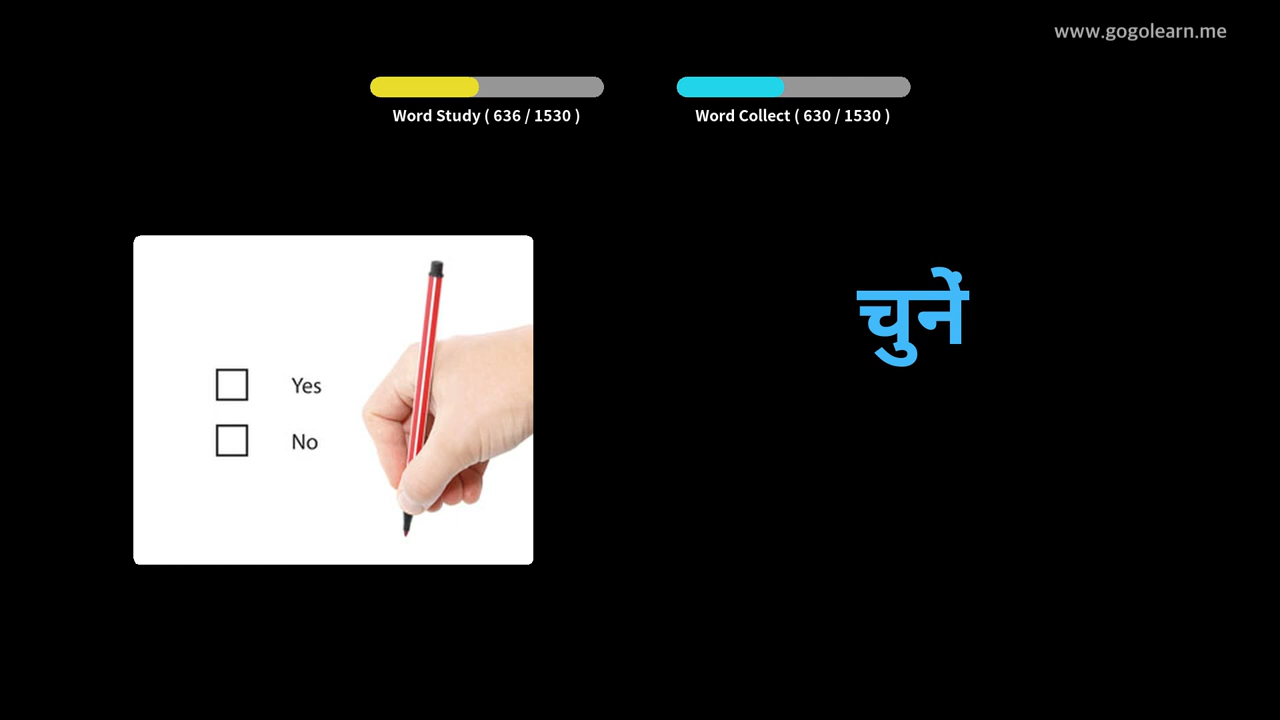 www.gogolearn.me
Word Study ( 636 / 1530 )
Word Collect ( 630 / 1530 )
चुनें
Yes
No